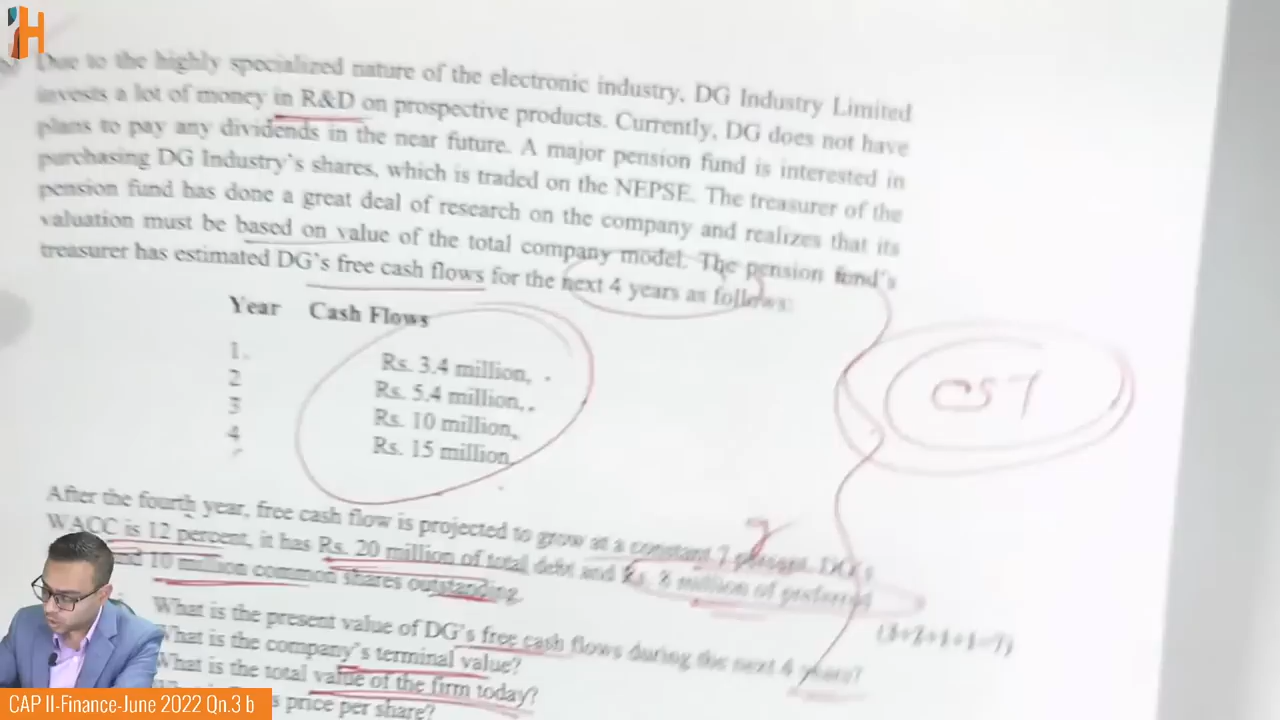 H
Due to the highly specialized nature of the electronic industry, DG Industry Limited
invests a lot of money in R&D on prospective products. Currently, DG does not have
plans to pay any dividends in the near future. A major pension fund is interested in
purchasing DG Industry's shares, which is traded on the NEPSE. The treasurer of the
pension fund has done a great deal of research on the company and realizes that its
valuation must be based on value of the total company model. The pension fund's
treasurer has estimated DG's free cash flows for the next 4 years as follows:
Year Cash Flows
1. Rs. 3.4 million,
2 Rs. 5.4 million,
3 Rs. 10 million,
4 Rs. 15 million,
After the fourth year, free cash flow is projected to grow at a constant 7 percent. DG's
WACC is 12 percent, it has Rs. 20 million of total debt and Rs. 8 million of preferred
10 million common shares outstanding.
(3+2+1+1=7)
What is the present value of DG's free cash flows during the next 4 years?
What is the company's terminal value?
What is the total value of the firm today?
price per share?
CAP II-Finance-June 2022 Qn.3 b